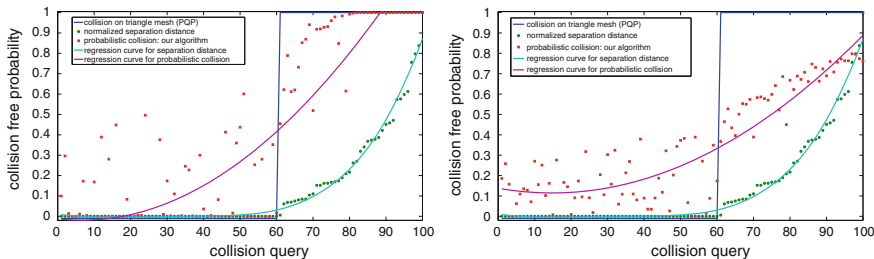 collision free probability
1
0.9
0.8
0.7
0.6
0.5
0.4
0.3
0.2
0.1
0
collision on triangle mesh (PQP)
normalized separation distance
probabilistic collision: our algorithm
regression curve for separation distance
regression curve for probabilistic collision
0 10 20 30 40 50 60 70 80 90 100
collision query
collision free probability
1
0.9
0.8
0.7
0.6
0.5
0.4
0.3
0.2
0.1
0
collision on triangle mesh (PQP)
normalized separation distance
probabilistic collision: our algorithm
regression curve for separation distance
regression curve for probabilistic collision
0 10 20 30 40 50 60 70 80 90 100
collision query